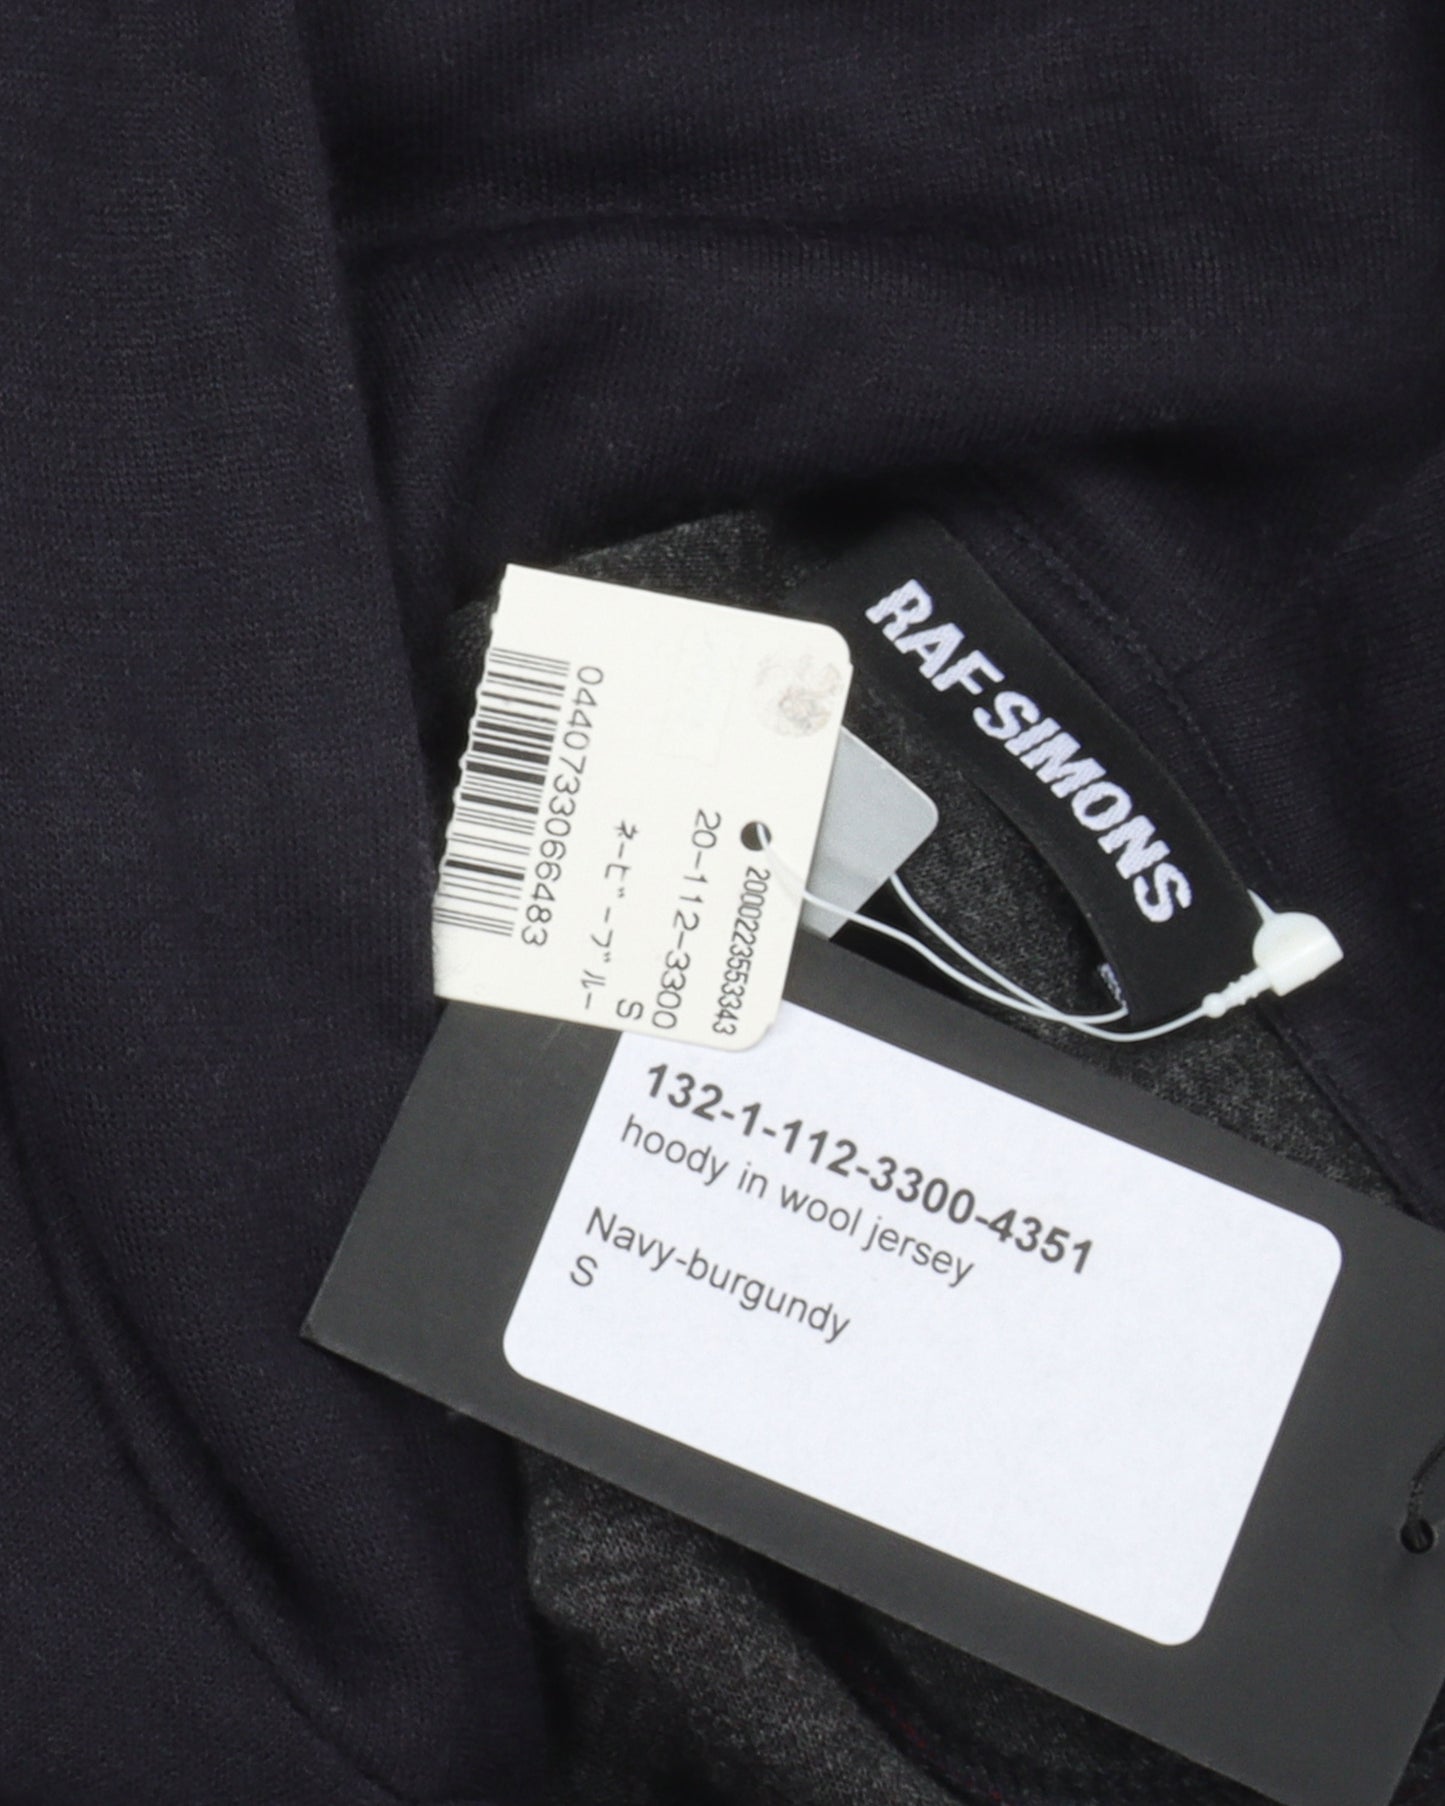 RAF SIMONS
0440733066483
ネービーブルー
S
20-112-3300
2000223553343
132-1-112-3300-4351
hoody in wool jersey
Navy-burgundy
S